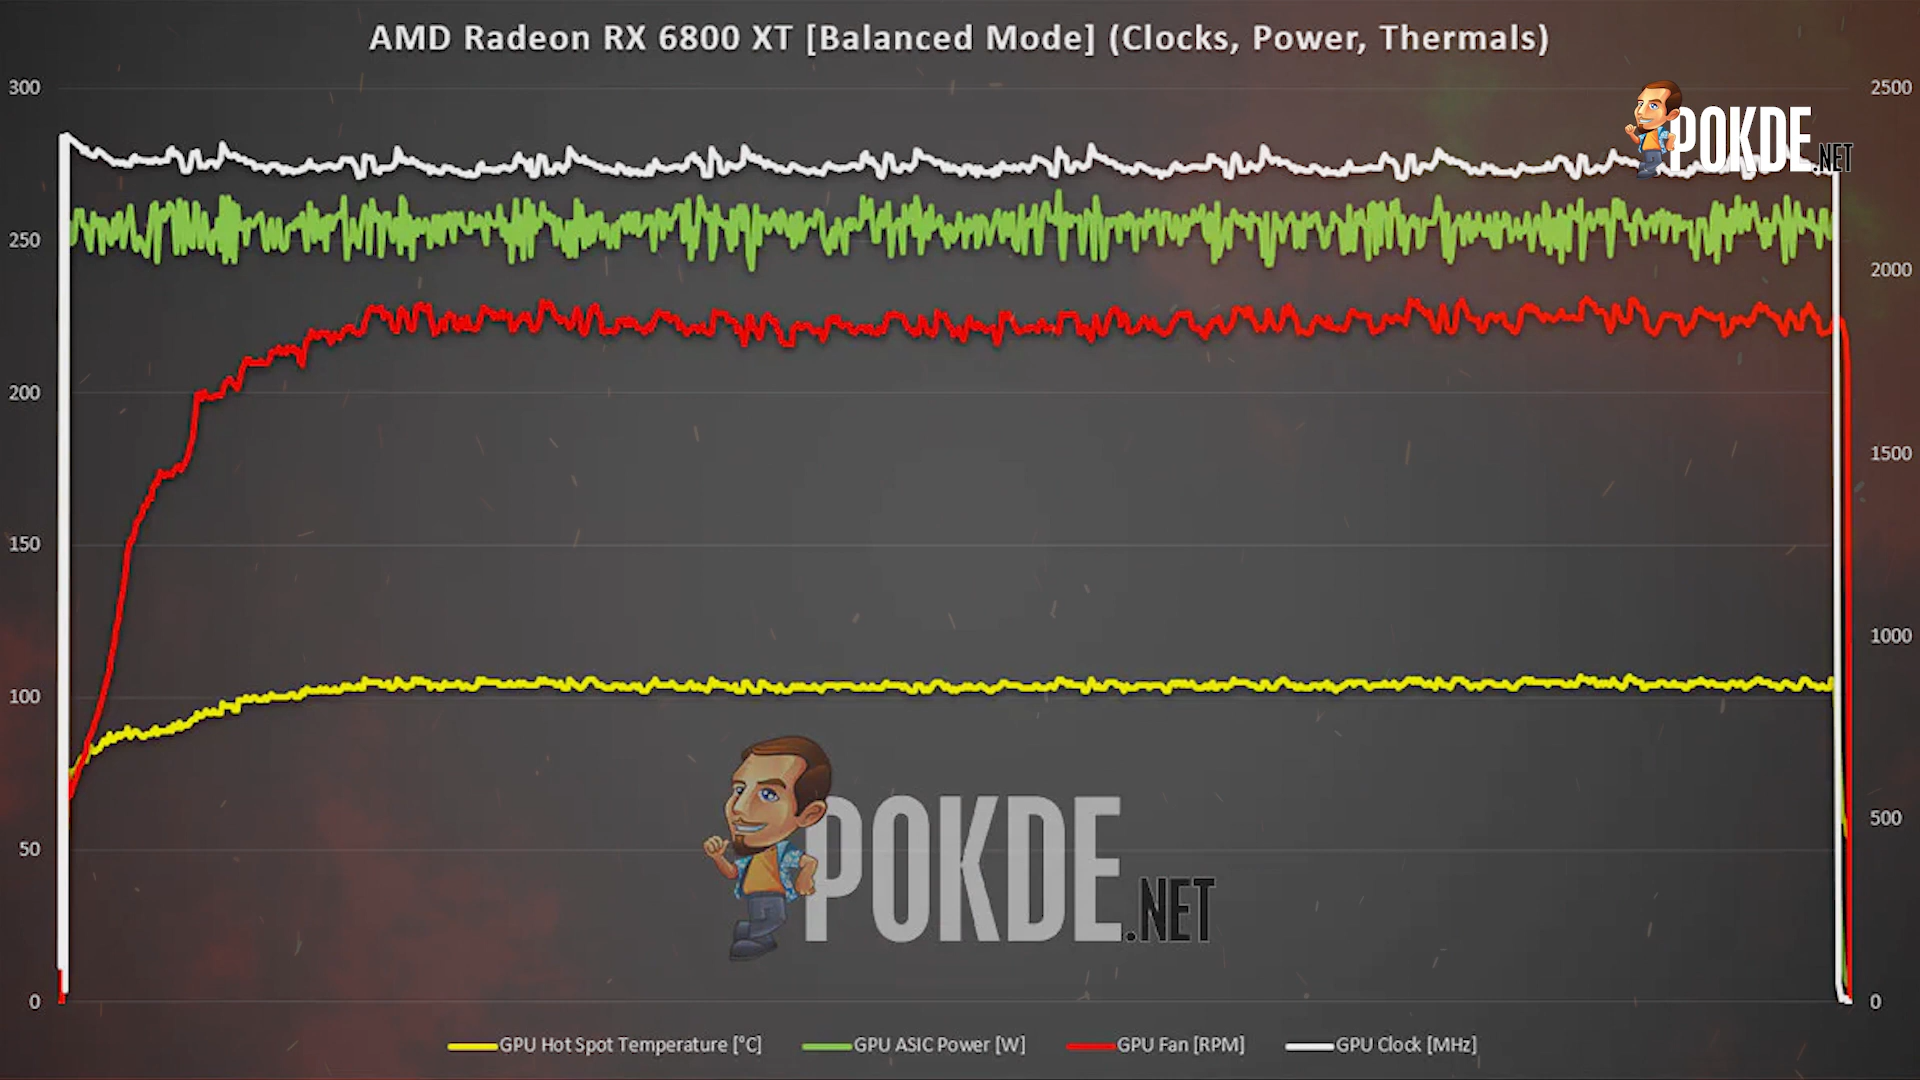 AMD Radeon RX 6800 XT [Balanced Mode] (Clocks, Power, Thermals)
300
250
200
150
100
50
0
2500
2000
1500
1000
500
0
POKDE.NET
POKDE.NET
GPU Hot Spot Temperature [°C]
GPU ASIC Power [W]
GPU Fan [RPM]
GPU Clock [MHz]